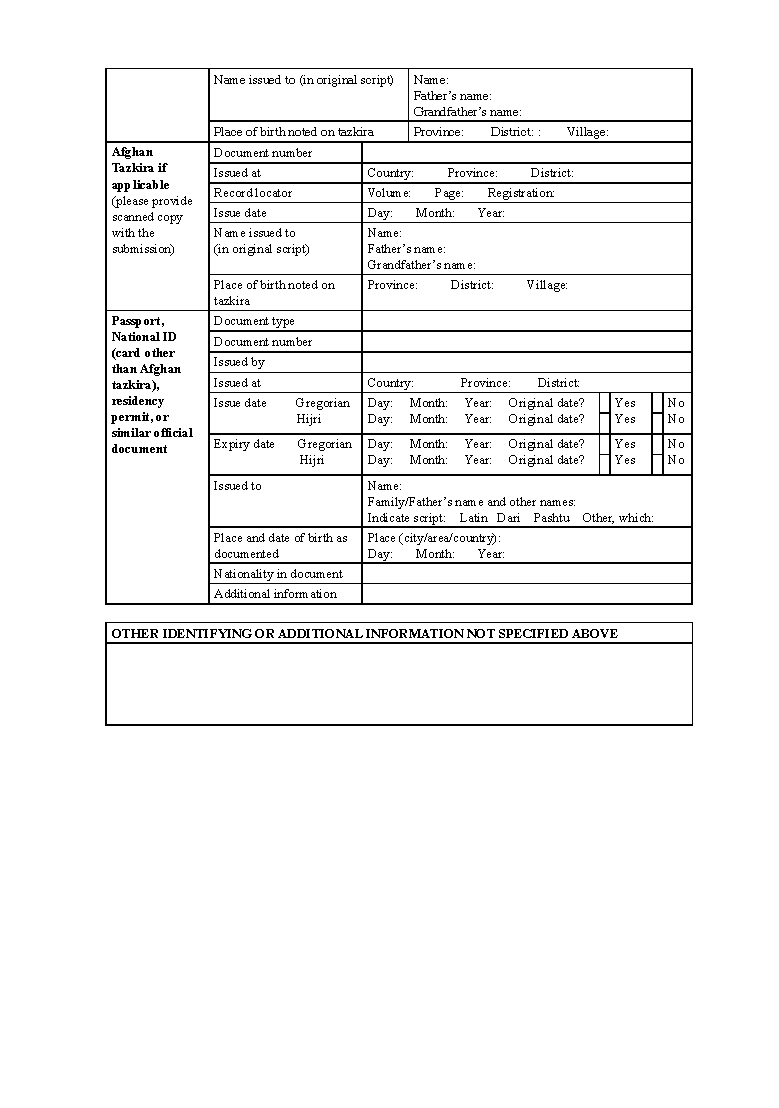 Name issued to (in original script) Name:
Father's name:
Grandfather's name:
Place of birth noted on tazkira Province: District: : Village:
Afghan Tazkira if applicable (please provide scanned copy with the submission)
Document number
Issued at Country: Province: District:
Record locator Volume: Page: Registration:
Issue date Day: Month: Year:
Name issued to (in original script) Name:
Father's name:
Grandfather's name:
Place of birth noted on tazkira Province: District: Village:
Passport, National ID (card other than Afghan tazkira), residency permit, or similar official document
Document type
Document number
Issued by
Issued at Country: Province: District:
Issue date Gregorian Day: Month: Year: Original date? Yes No
Hijri Day: Month: Year: Original date? Yes No
Expiry date Gregorian Day: Month: Year: Original date? Yes No
Hijri Day: Month: Year: Original date? Yes No
Issued to Name:
Family/Father's name and other names:
Indicate script: Latin Dari Pashtu Other, which:
Place and date of birth as documented Place (city/area/country):
Day: Month: Year:
Nationality in document
Additional information
OTHER IDENTIFYING OR ADDITIONAL INFORMATION NOT SPECIFIED ABOVE